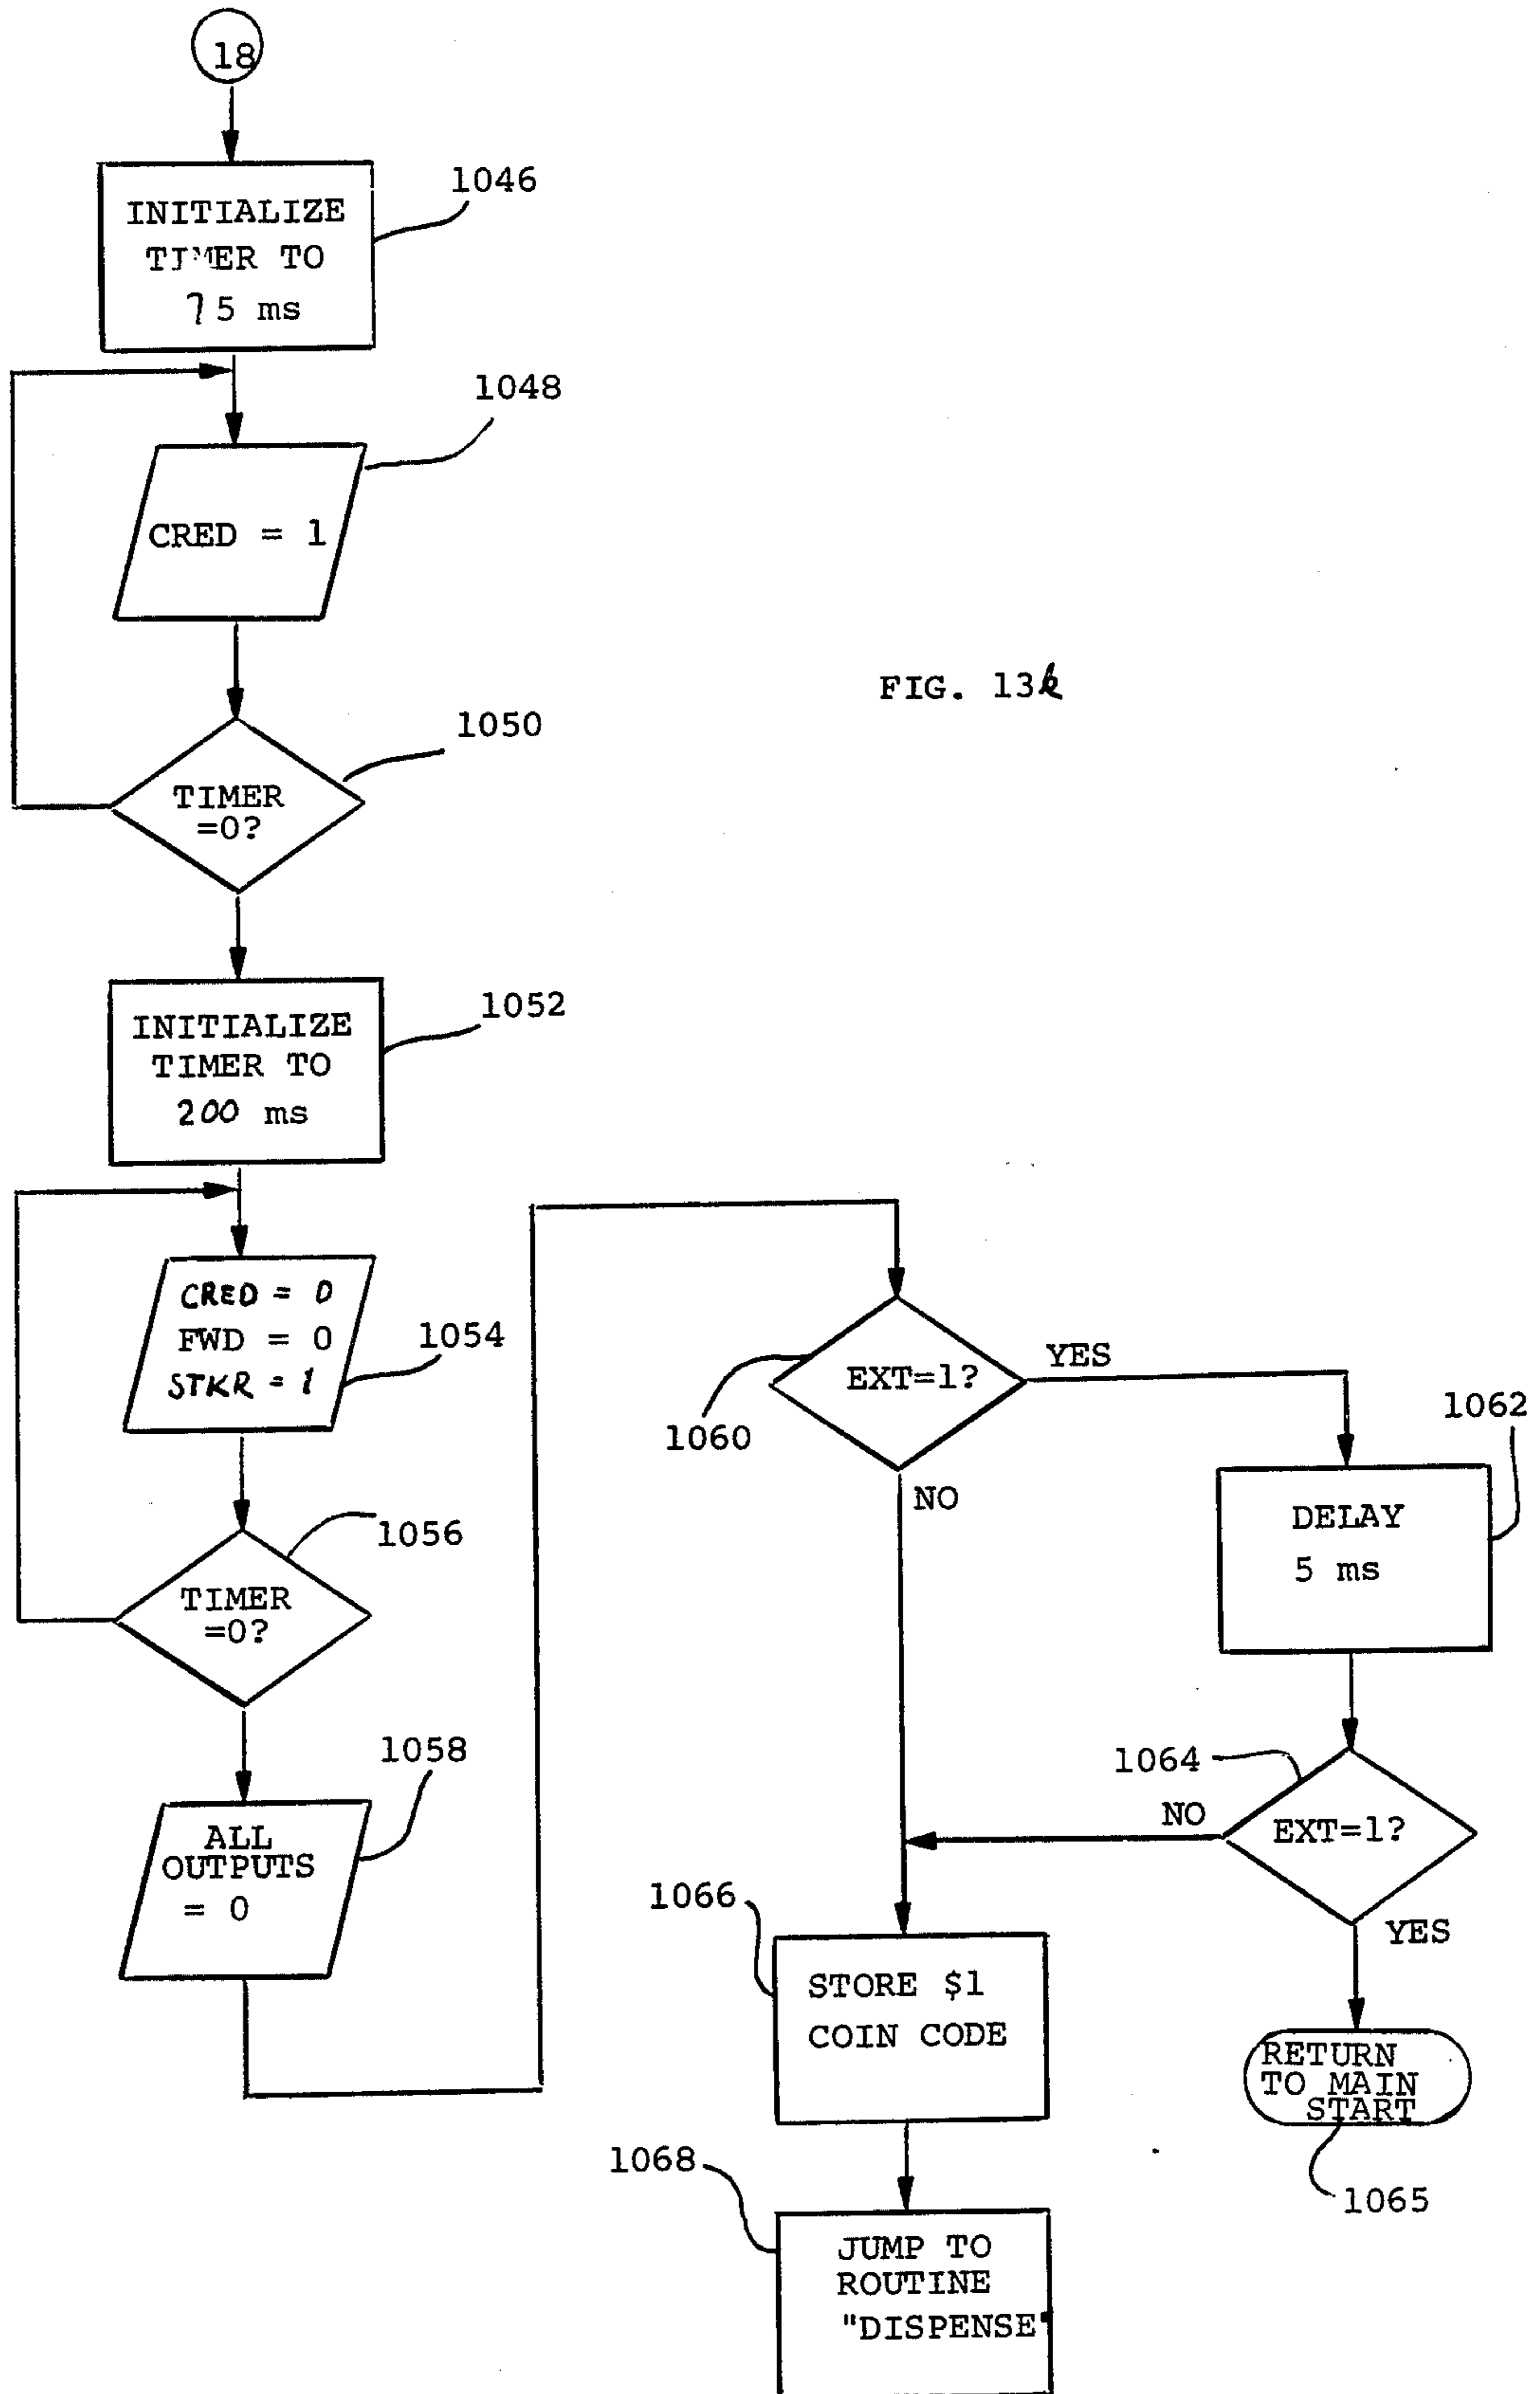 18
INITIALIZE
TIMER TO
75 ms
1046
1048
CRED = 1
FIG. 13k
1050
TIMER
=0?
INITIALIZE
TIMER TO
200 ms
1052
CRED = 0
FWD = 0
STKR = 1
1054
1056
TIMER
=0?
1058
ALL
OUTPUTS
= 0
EXT=1?
YES
1060
NO
1062
DELAY
5 ms
1064
NO
EXT=1?
YES
1066
STORE $1
COIN CODE
RETURN
TO MAIN
START
1065
1068
JUMP TO
ROUTINE
"DISPENSE"